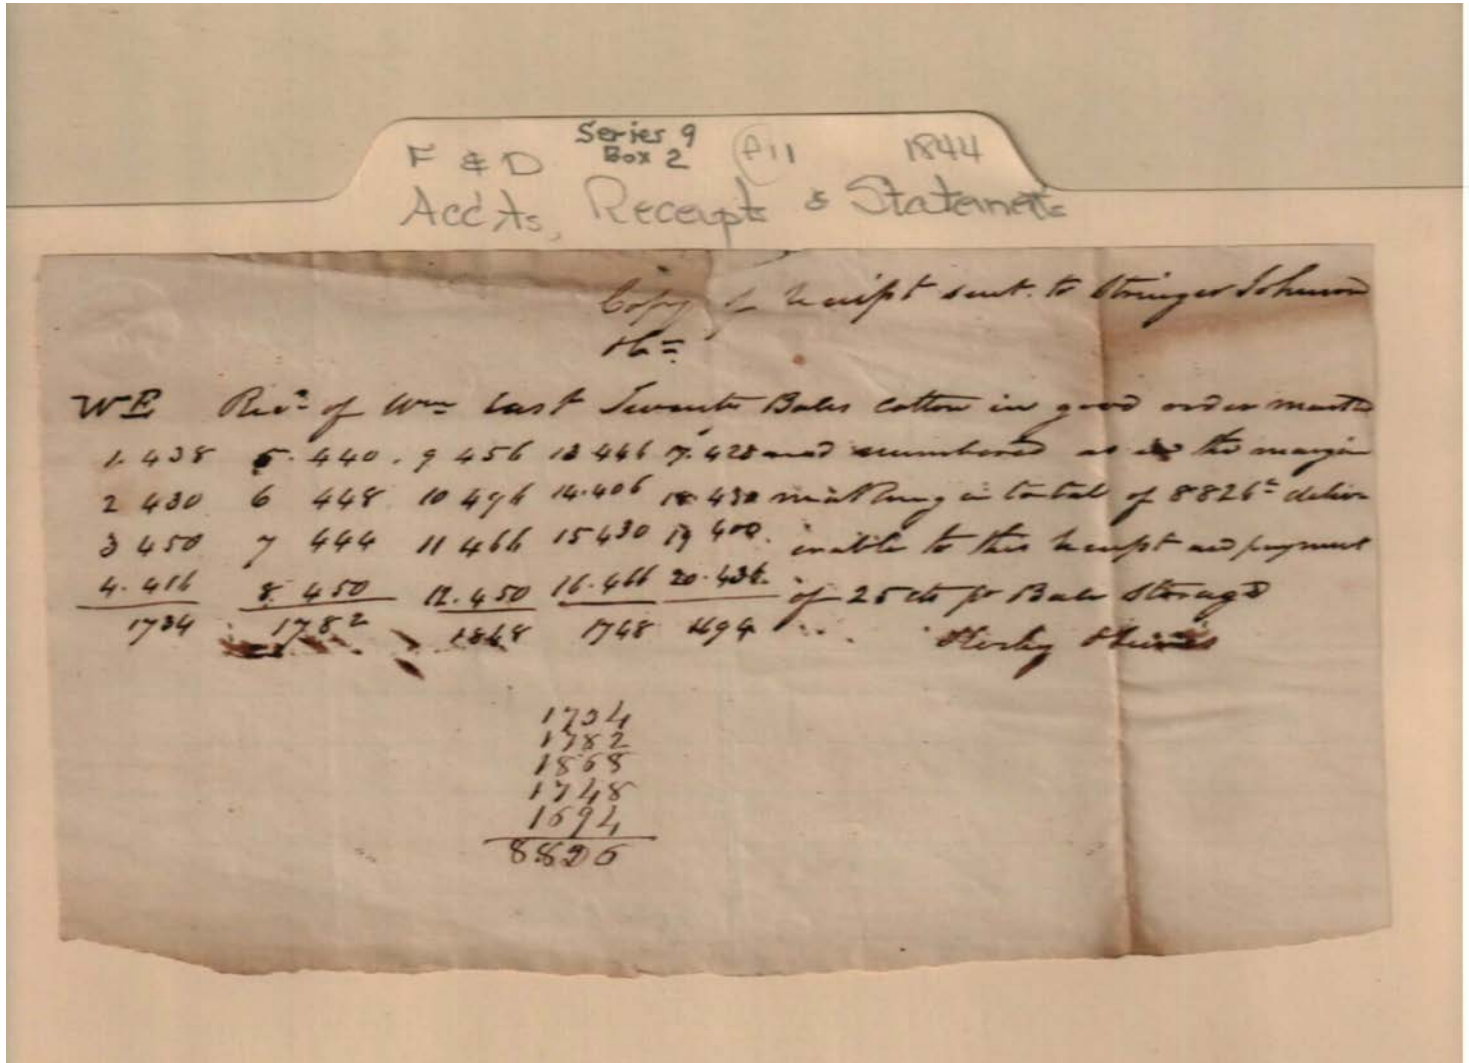 Series 9
F & D Box 2 P11 1844
Acc'ts, Receipts & Statements
Copy of Receipt sent to Stringer Johnson
WE Recd of Wm East Twenty Bales Cotton in good order marked
1. 438 5. 440. 9 456 13 446 17. 428 and numbered as in the margin
2 430 6 448 10 496 14. 406 18. 430 making in total of 8826 deliv
3 450 7 444 11 466 15 430 19 400. erable to this receipt and payment
4. 416 8. 450 12. 450 16. 466 20. 436. of 25 cts pr Bale Storage
1734 1782 1868 1748 1694
1734
1782
1868
1748
1694
8826